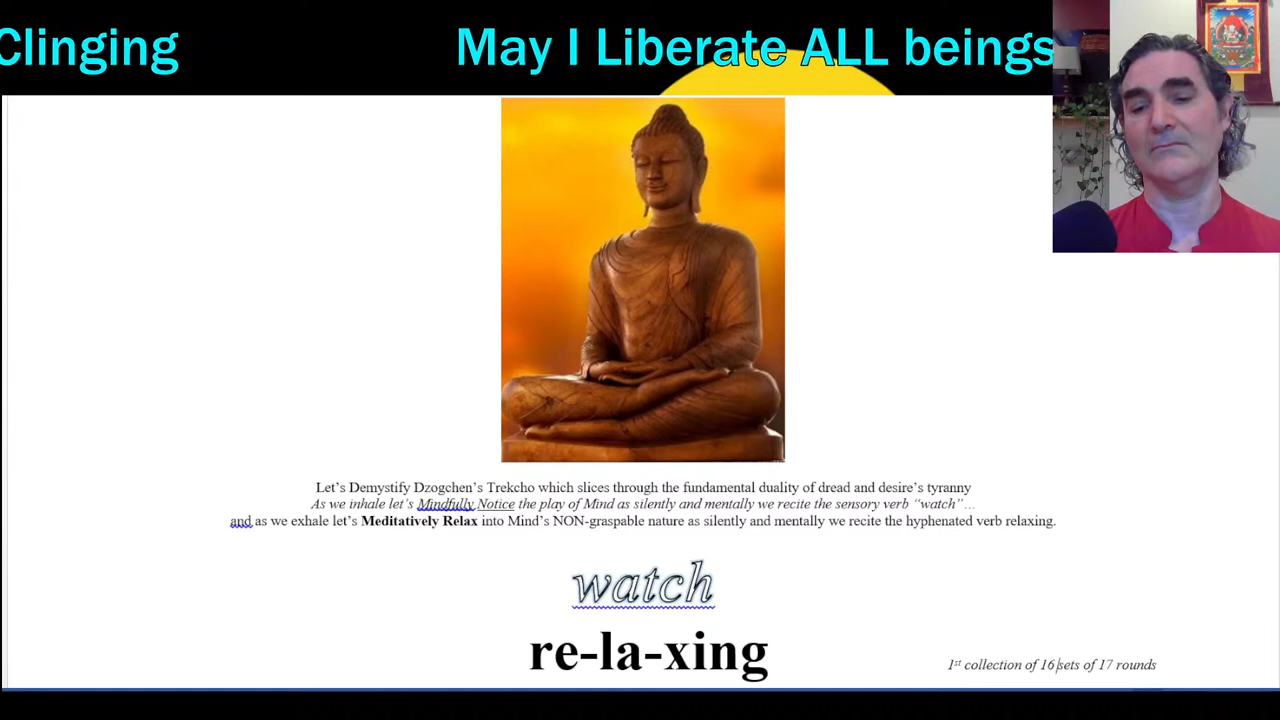 Clinging May I Liberate ALL beings
Let's Demystify Dzogchen's Trekcho which slices through the fundamental duality of dread and desire's tyranny
As we inhale let's Mindfully Notice the play of Mind as silently and mentally we recite the sensory verb "watch"…
and as we exhale let's Meditatively Relax into Mind's NON-graspable nature as silently and mentally we recite the hyphenated verb relaxing.
watch
re-la-xing
1st collection of 16 sets of 17 rounds